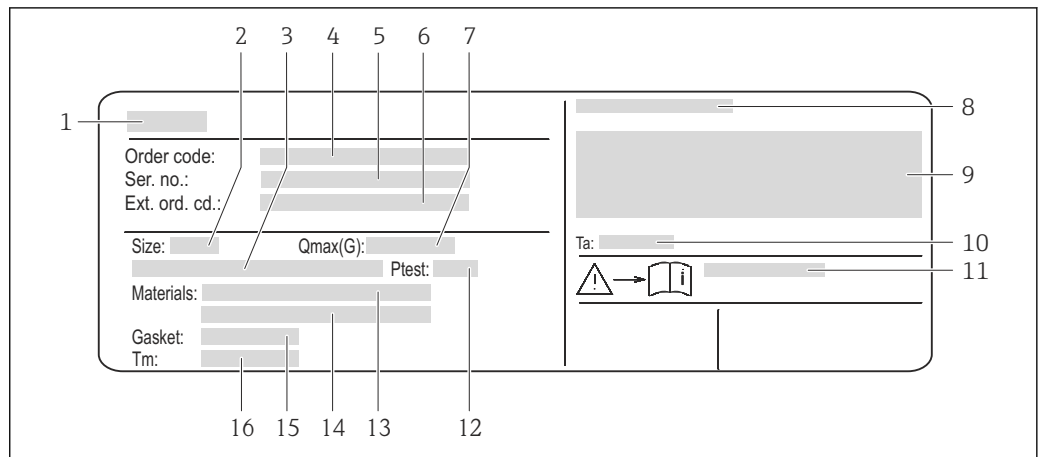 2 3 4 5 6 7
1
8
Order code:
Ser. no.:
Ext. ord. cd.:
9
Size: Qmax(G):
Ta: 10
Ptest:
i 11
Materials:
Gasket:
Tm:
16 15 14 13 12